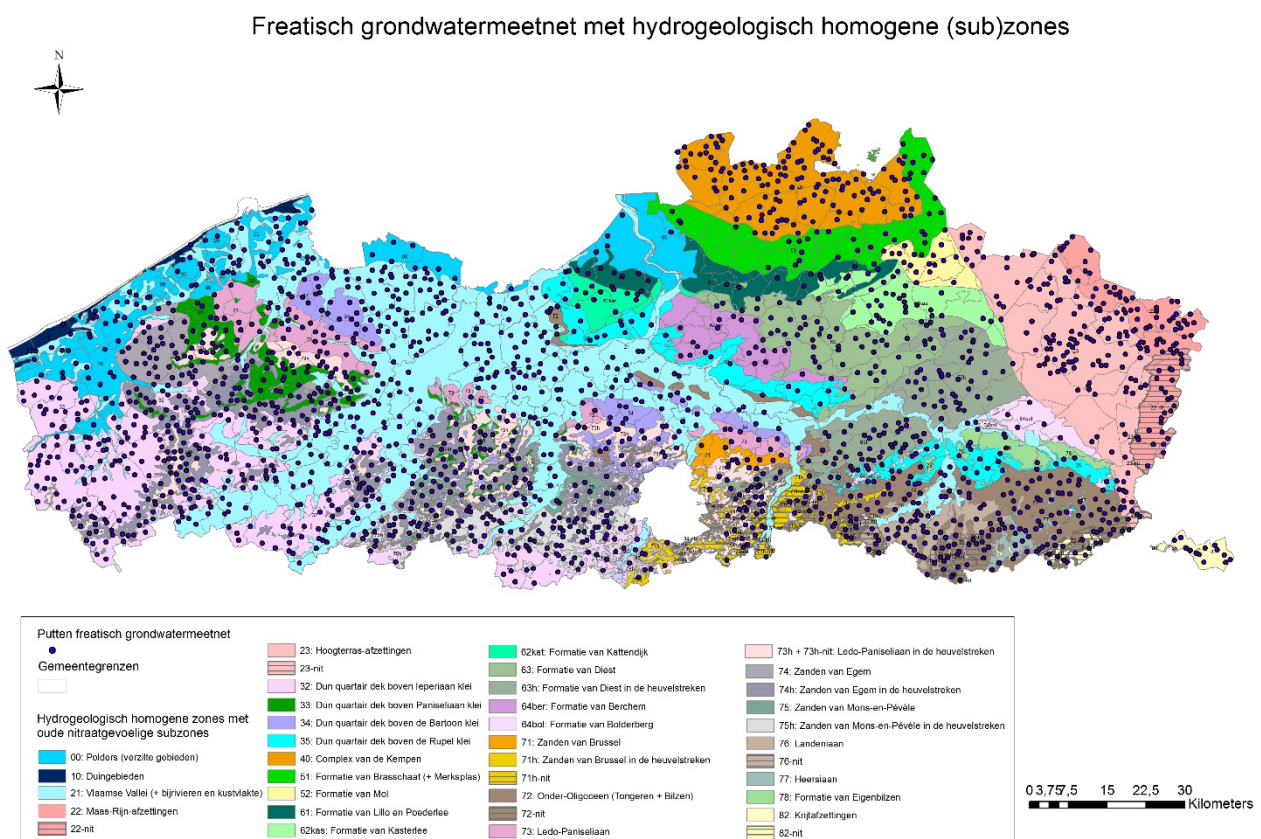 Freatisch grondwatermeetnet met hydrogeologisch homogene (sub)zones
N
Putten freatisch grondwatermeetnet
Gemeentegrenzen
Hydrogeologisch homogene zones met
oude nitraatgevoelige subzones
00: Polders (verzilte gebieden)
10: Duingebieden
21: Vlaamse Vallei (+ bijrivieren en kustvlakte)
22: Maas-Rijn-afzettingen
22-nit
23: Hoogterras-afzettingen
23-nit
32: Dun quartair dek boven Ieperiaan klei
33: Dun quartair dek boven Paniseliaan klei
34: Dun quartair dek boven de Bartoon klei
35: Dun quartair dek boven de Rupel klei
40: Complex van de Kempen
51: Formatie van Brasschaat (+ Merksplas)
52: Formatie van Mol
61: Formatie van Lillo en Poederlee
62kas: Formatie van Kasterlee
62kat: Formatie van Kattendijk
63: Formatie van Diest
63h: Formatie van Diest in de heuvelstreken
64ber: Formatie van Berchem
64bol: Formatie van Bolderberg
71: Zanden van Brussel
71h: Zanden van Brussel in de heuvelstreken
71h-nit
72: Onder-Oligoceen (Tongeren + Bilzen)
72-nit
73: Ledo-Paniseliaan
73h + 73h-nit: Ledo-Paniseliaan in de heuvelstreken
74: Zanden van Egem
74h: Zanden van Egem in de heuvelstreken
75: Zanden van Mons-en-Pévèle
75h: Zanden van Mons-en-Pévèle in de heuvelstreken
76: Landeniaan
76-nit
77: Heersiaan
78: Formatie van Eigenbilzen
82: Krijtafzettingen
82-nit
0 3,75 7,5 15 22,5 30
Kilometers